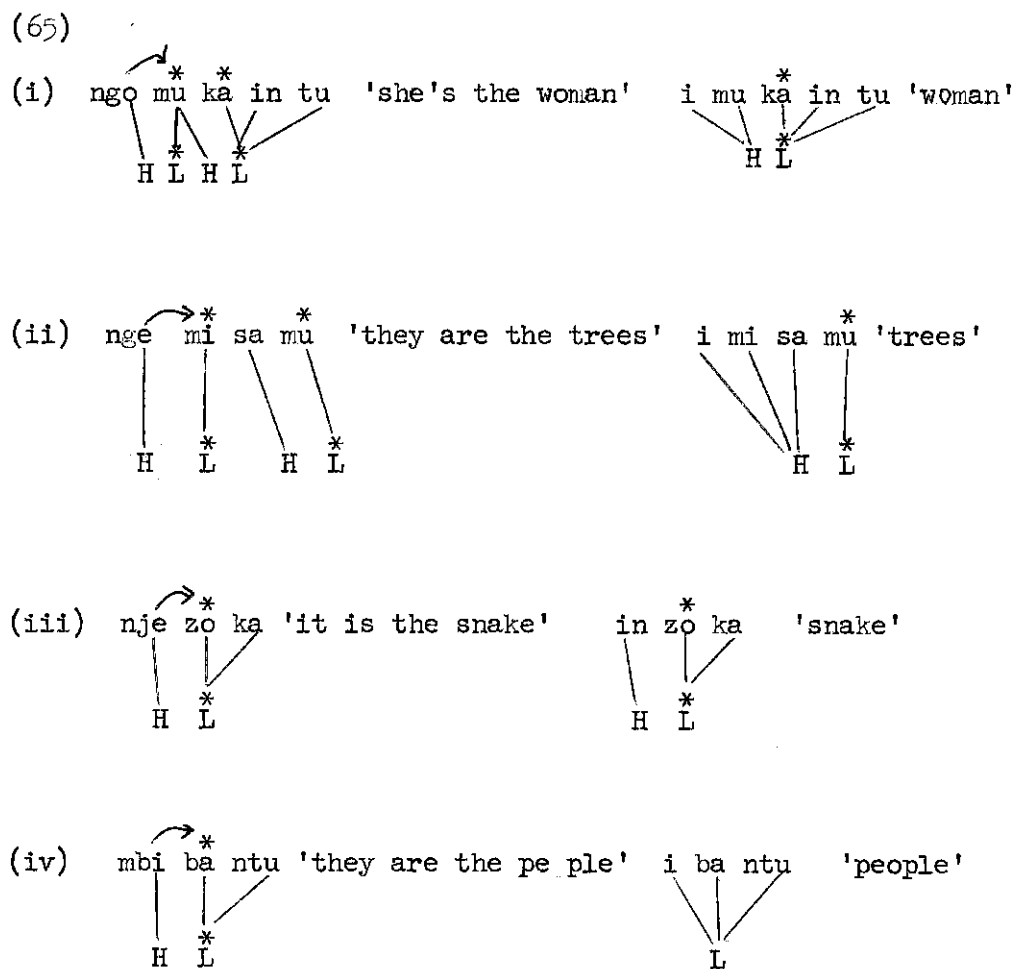 (65)
* *
(i) ngo mu ka in tu 'she's the woman' i mu ka in tu 'woman'
*
* *
H L H L
*
H L
* *
(ii) nge mi sa mu 'they are the trees' i mi sa mu 'trees'
*
* *
H L H L
*
H L
*
(iii) nje zo ka 'it is the snake' in zo ka 'snake'
*
* *
H L H L
*
(iv) mbi ba ntu 'they are the pe ple' i ba ntu 'people'
*
H L L